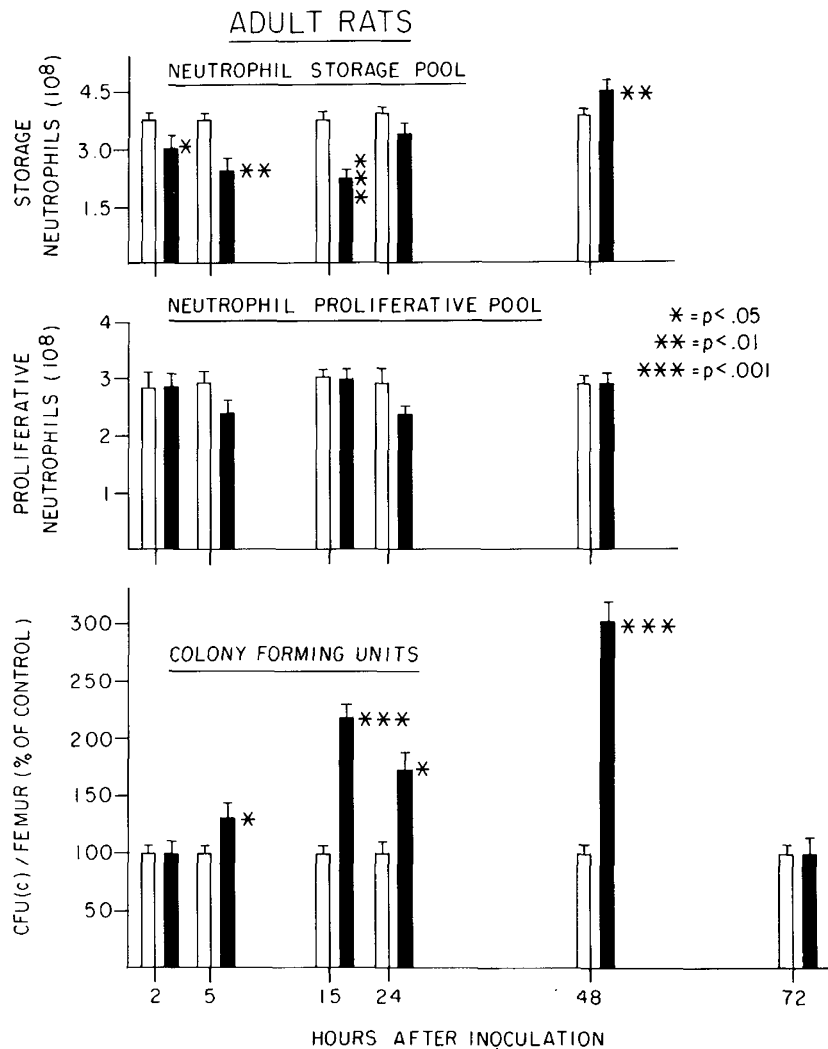 ADULT RATS
NEUTROPHIL STORAGE POOL
STORAGE
NEUTROPHILS (10⁸)
4.5
3.0
1.5
*
**
***
**
NEUTROPHIL PROLIFERATIVE POOL
PROLIFERATIVE
NEUTROPHILS (10⁸)
4
3
2
1
* = p< .05
** = p< .01
*** = p< .001
COLONY FORMING UNITS
CFU(c) / FEMUR (% OF CONTROL)
300
250
200
150
100
50
*
***
*
***
2 5 15 24 48 72
HOURS AFTER INOCULATION